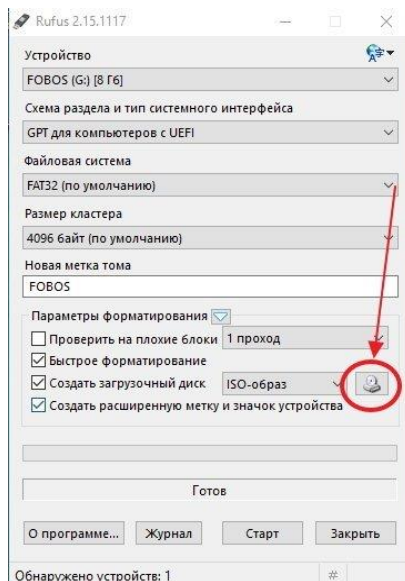 Rufus 2.15.1117
Устройство
FOBOS (G:) [8 Гб]
Схема раздела и тип системного интерфейса
GPT для компьютеров с UEFI
Файловая система
FAT32 (по умолчанию)
Размер кластера
4096 байт (по умолчанию)
Новая метка тома
FOBOS
Параметры форматирования
Проверить на плохие блоки 1 проход
Быстрое форматирование
Создать загрузочный диск ISO-образ
Создать расширенную метку и значок устройства
Готов
О программе... Журнал Старт Закрыть
Обнаружено устройств: 1 #